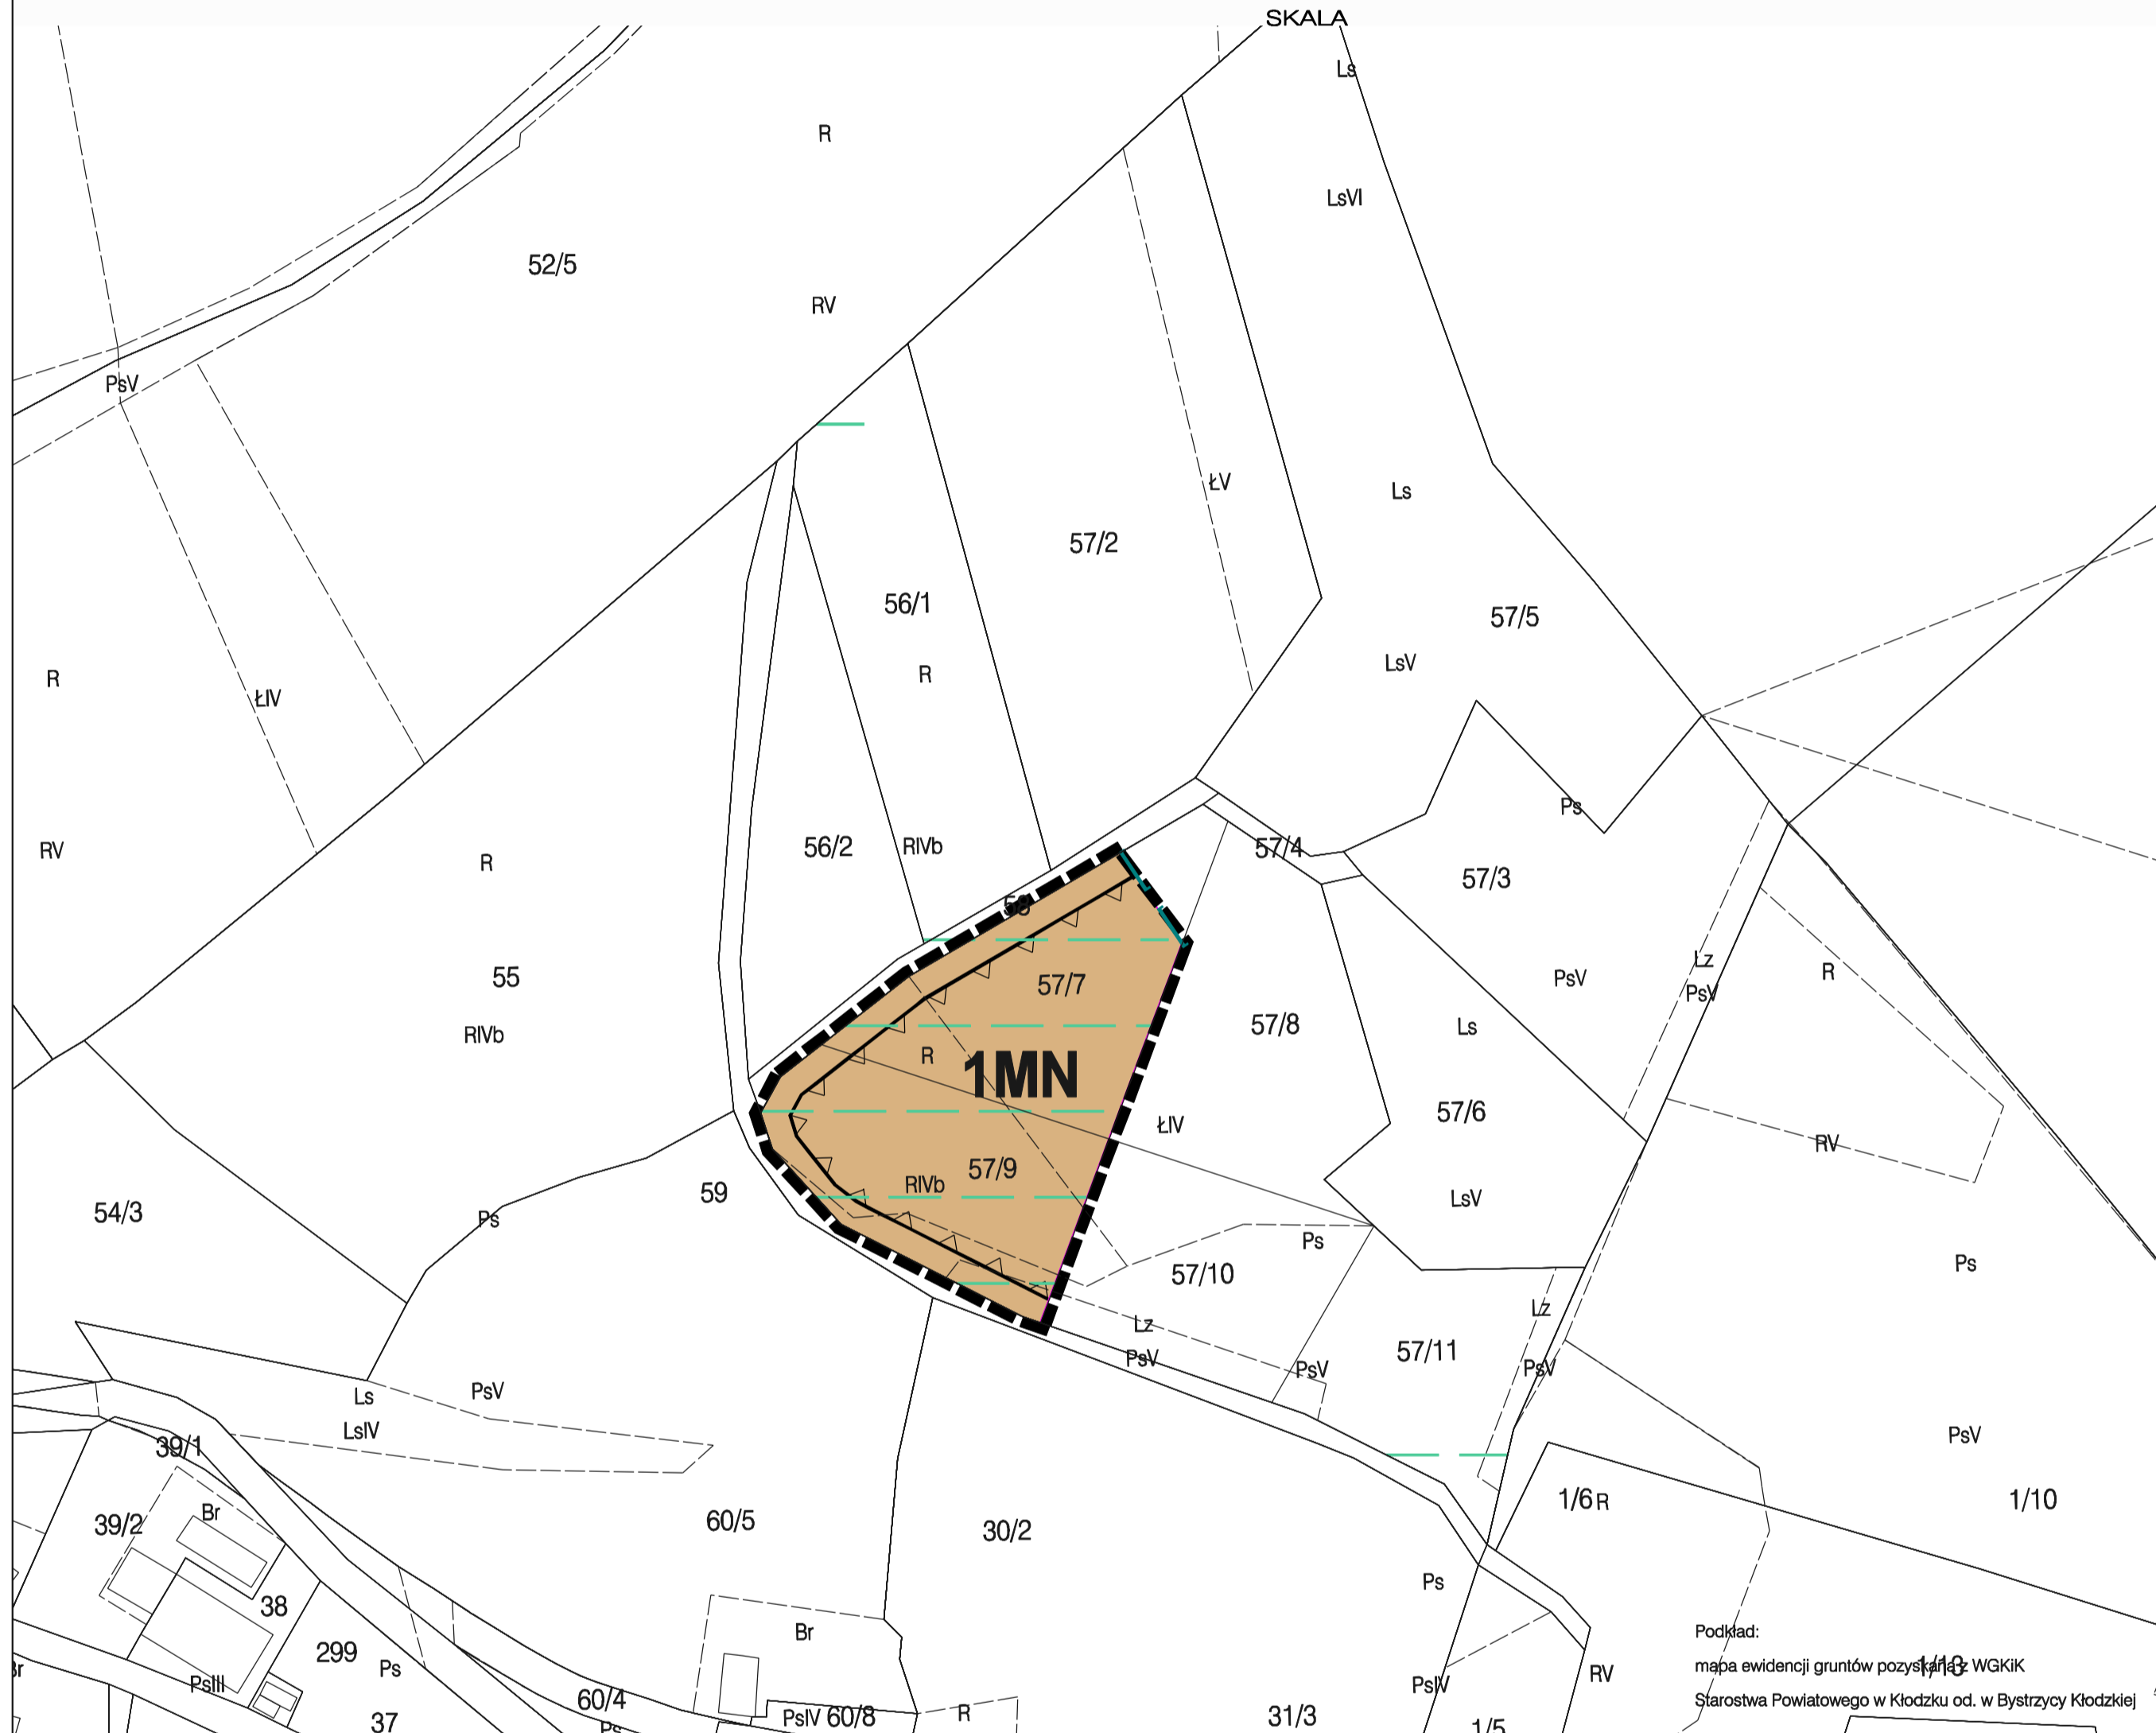 SKALA
Ls
R
LsVI
52/5
RV
PsV
ŁV
Ls
57/2
56/1
57/5
LsV
R
R
ŁIV
Ps
RV
R
56/2
RIVb
57/4
57/3
58
Lz
R
55
57/7
PsV
PsV
RIVb
57/8
Ls
R
1MN
57/6
ŁIV
RV
57/9
RIVb
59
LsV
54/3
Ps
Ps
Ps
57/10
Lz
Lz
57/11
PsV
PsV
PsV
Ls
PsV
LsIV
PsV
39/1
1/6
R
1/10
Br
39/2
60/5
30/2
Ps
38
Br
Podkład:
299
Ps
mapa ewidencji gruntów pozyskana z WGKiK
1/13
Br
PsIII
RV
PsIV
60/4
Starostwa Powiatowego w Kłodzku od. w Bystrzycy Kłodzkiej
37
Ps
PsIV
60/8
R
31/3
1/5